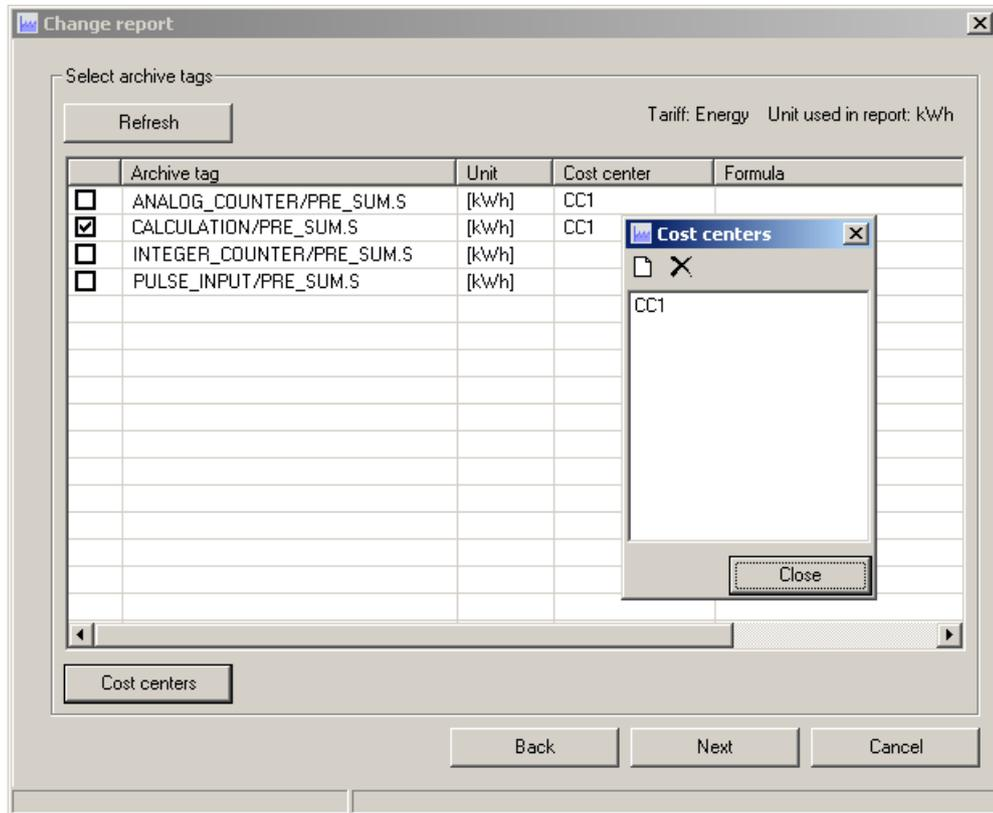 Change report
Select archive tags
Refresh
Tariff: Energy Unit used in report: kWh
Archive tag Unit Cost center Formula
ANALOG_COUNTER/PRE_SUM.S [kWh] CC1
CALCULATION/PRE_SUM.S [kWh] CC1
INTEGER_COUNTER/PRE_SUM.S [kWh]
PULSE_INPUT/PRE_SUM.S [kWh]
Cost centers
CC1
Close
Cost centers
Back Next Cancel